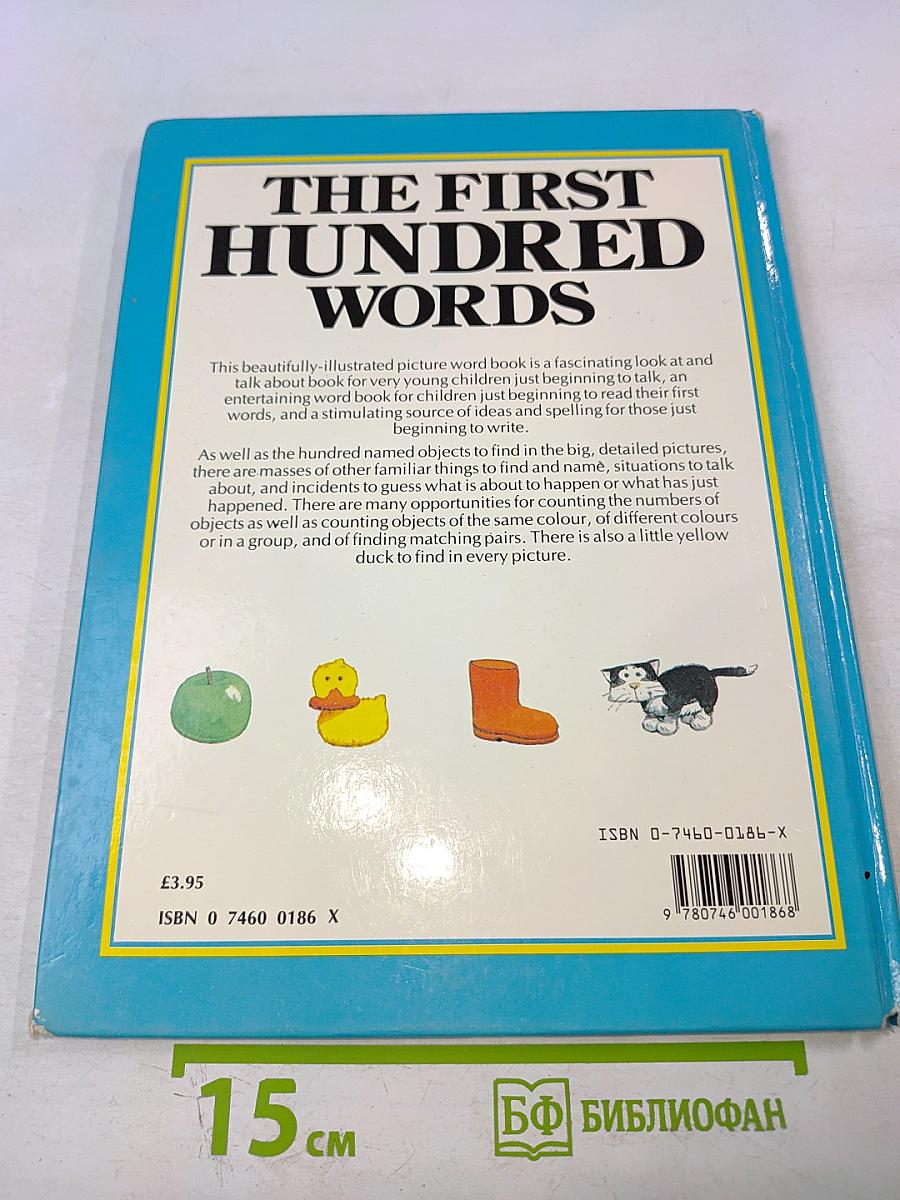 THE FIRST
HUNDRED
WORDS
This beautifully-illustrated picture word book is a fascinating look at and
talk about book for very young children just beginning to talk, an
entertaining word book for children just beginning to read their first
words, and a stimulating source of ideas and spelling for those just
beginning to write.
As well as the hundred named objects to find in the big, detailed pictures,
there are masses of other familiar things to find and name, situations to talk
about, and incidents to guess what is about to happen or what has just
happened. There are many opportunities for counting the numbers of
objects as well as counting objects of the same colour, of different colours
or in a group, and of finding matching pairs. There is also a little yellow
duck to find in every picture.
ISBN 0-7460-0186-X
£3.95
ISBN 0 7460 0186 X
9 780746 001868
15 см
БФ БИБЛИОФАН